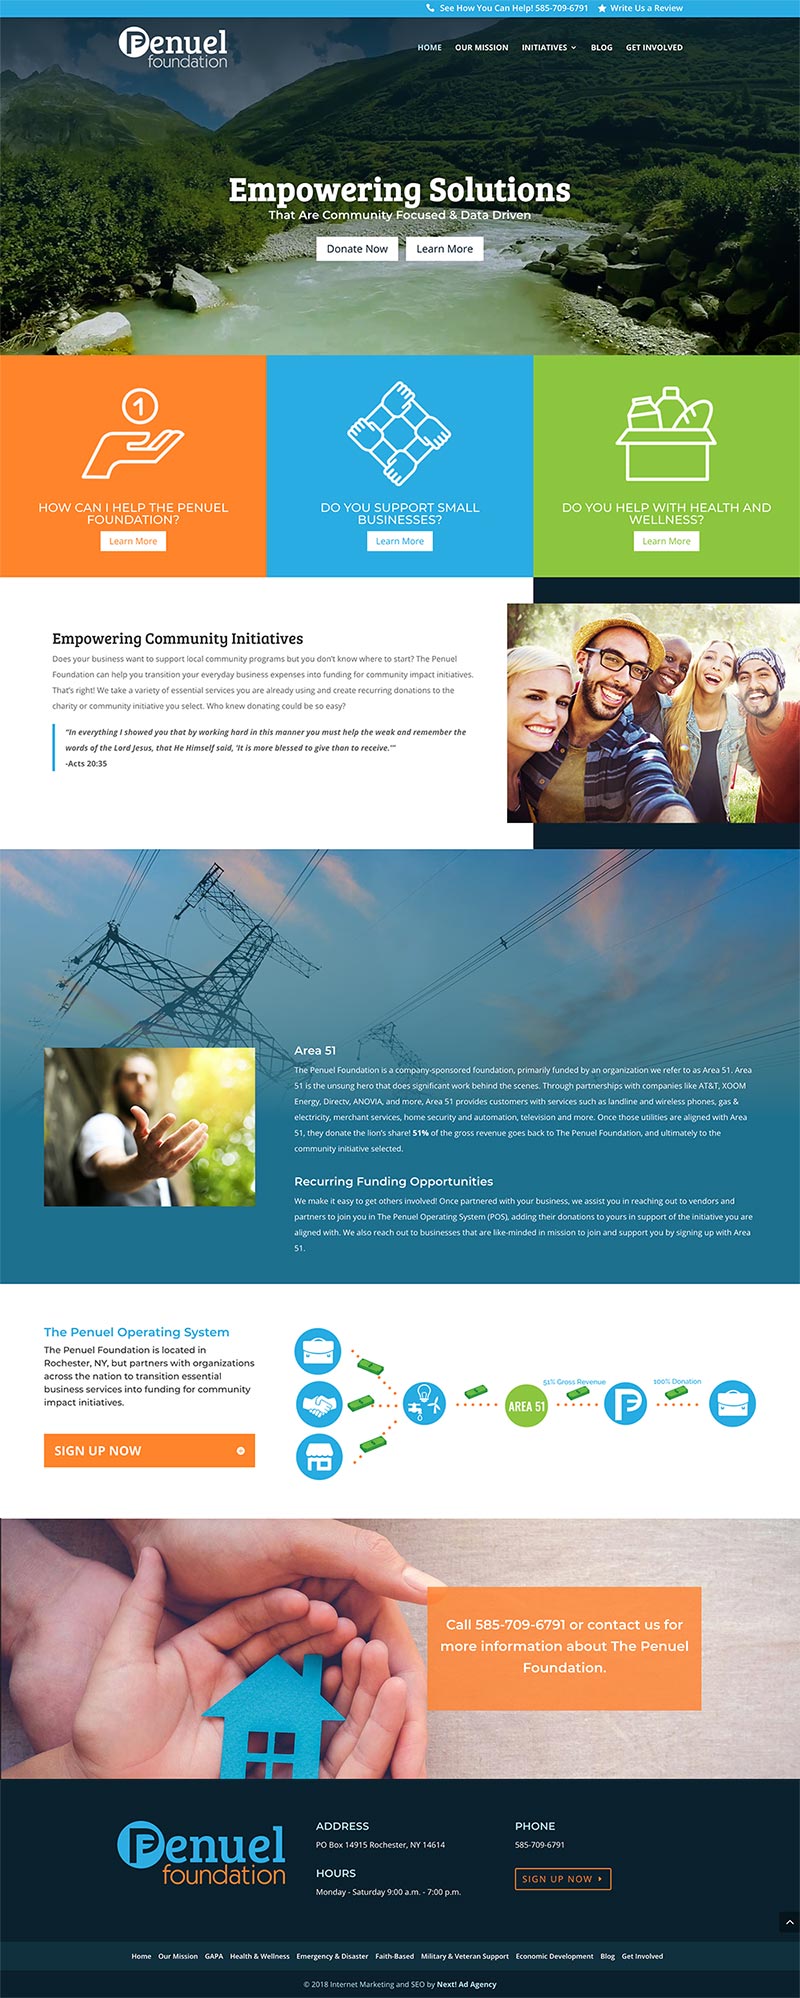 See How You Can Help! 585-709-6791 Write Us a Review
Penuel
foundation
HOME OUR MISSION INITIATIVES BLOG GET INVOLVED
Empowering Solutions
That Are Community Focused & Data Driven
Donate Now Learn More
1
HOW CAN I HELP THE PENUEL
FOUNDATION?
Learn More
DO YOU SUPPORT SMALL
BUSINESSES?
Learn More
DO YOU HELP WITH HEALTH AND
WELLNESS?
Learn More
Empowering Community Initiatives
Does your business want to support local community programs but you don't know where to start? The Penuel
Foundation can help you transition your everyday business expenses into funding for community impact initiatives.
That's right! We take a variety of essential services you are already using and create recurring donations to the
charity or community initiative you select. Who knew donating could be so easy?
“In everything I showed you that by working hard in this manner you must help the weak and remember the
words of the Lord Jesus, that He Himself said, ‘It is more blessed to give than to receive.’”
-Acts 20:35
Area 51
The Penuel Foundation is a company-sponsored foundation, primarily funded by an organization we refer to as Area 51. Area
51 is the unsung hero that does significant work behind the scenes. Through partnerships with companies like AT&T, XOOM
Energy, Directv, ANOVIA, and more, Area 51 provides customers with services such as landline and wireless phones, gas &
electricity, merchant services, home security and automation, television and more. Once those utilities are aligned with Area
51, they donate the lion's share! 51% of the gross revenue goes back to The Penuel Foundation, and ultimately to the
community initiative selected.
Recurring Funding Opportunities
We make it easy to get others involved! Once partnered with your business, we assist you in reaching out to vendors and
partners to join you in The Penuel Operating System (POS), adding their donations to yours in support of the initiative you are
aligned with. We also reach out to businesses that are like-minded in mission to join and support you by signing up with Area
51.
The Penuel Operating System
The Penuel Foundation is located in
Rochester, NY, but partners with organizations
across the nation to transition essential
business services into funding for community
impact initiatives.
SIGN UP NOW
AREA 51
51% Gross Revenue
100% Donation
Call 585-709-6791 or contact us for
more information about The Penuel
Foundation.
Penuel
foundation
ADDRESS
PO Box 14915 Rochester, NY 14614
HOURS
Monday - Saturday 9:00 a.m. - 7:00 p.m.
PHONE
585-709-6791
SIGN UP NOW
Home Our Mission GAPA Health & Wellness Emergency & Disaster Faith-Based Military & Veteran Support Economic Development Blog Get Involved
© 2018 Internet Marketing and SEO by Next! Ad Agency